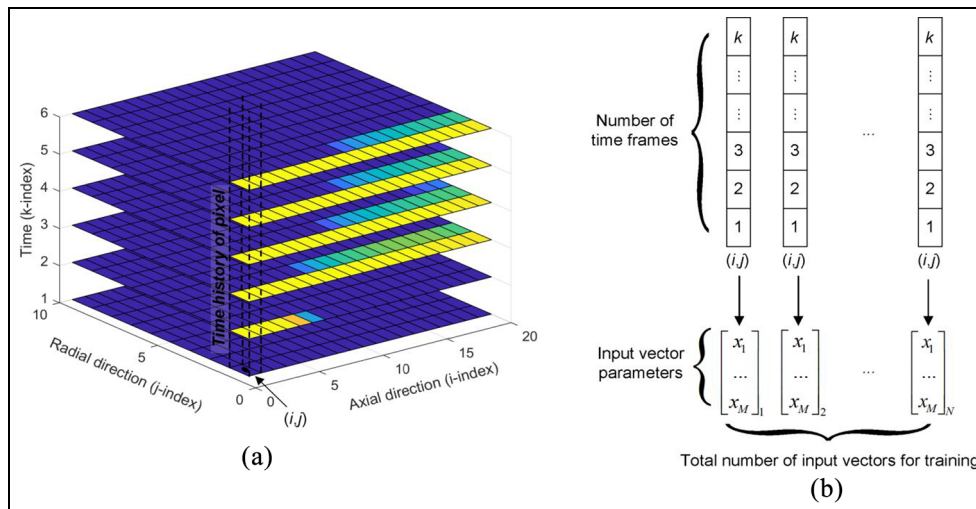 6
5
4
3
2
1
Time (k-index)
10
5
0
Radial direction (j-index)
0
5
10
15
20
Axial direction (i-index)
Time history of pixel
(i,j)
(a)
k k k
⋮ ⋮ ⋮
⋮ ⋮ ⋮
Number of
time frames
3 3 ... 3
2 2 2
1 1 1
(i,j) (i,j) (i,j)
Input vector
parameters
x1 x1 x1
... ... ... ...
xM 1 xM 2 xM N
Total number of input vectors for training
(b)